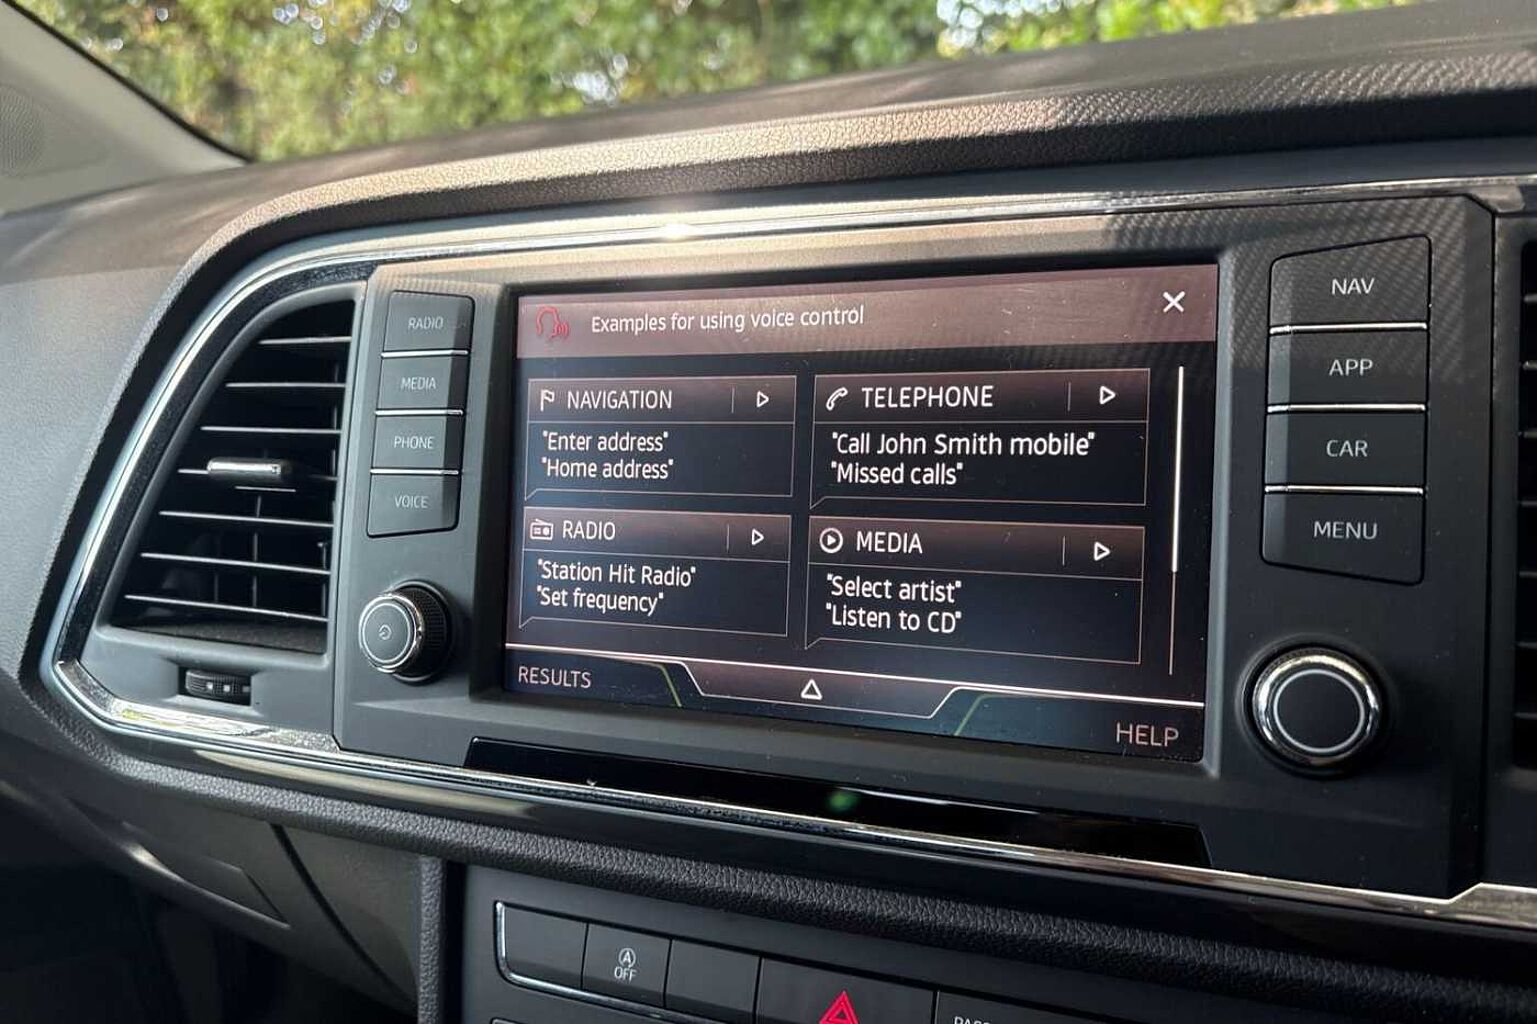 Examples for using voice control
RADIO
MEDIA
PHONE
VOICE
NAVIGATION
"Enter address"
"Home address"
TELEPHONE
"Call John Smith mobile"
"Missed calls"
RADIO
"Station Hit Radio"
"Set frequency"
MEDIA
"Select artist"
"Listen to CD"
RESULTS
HELP
NAV
APP
CAR
MENU
A
OFF